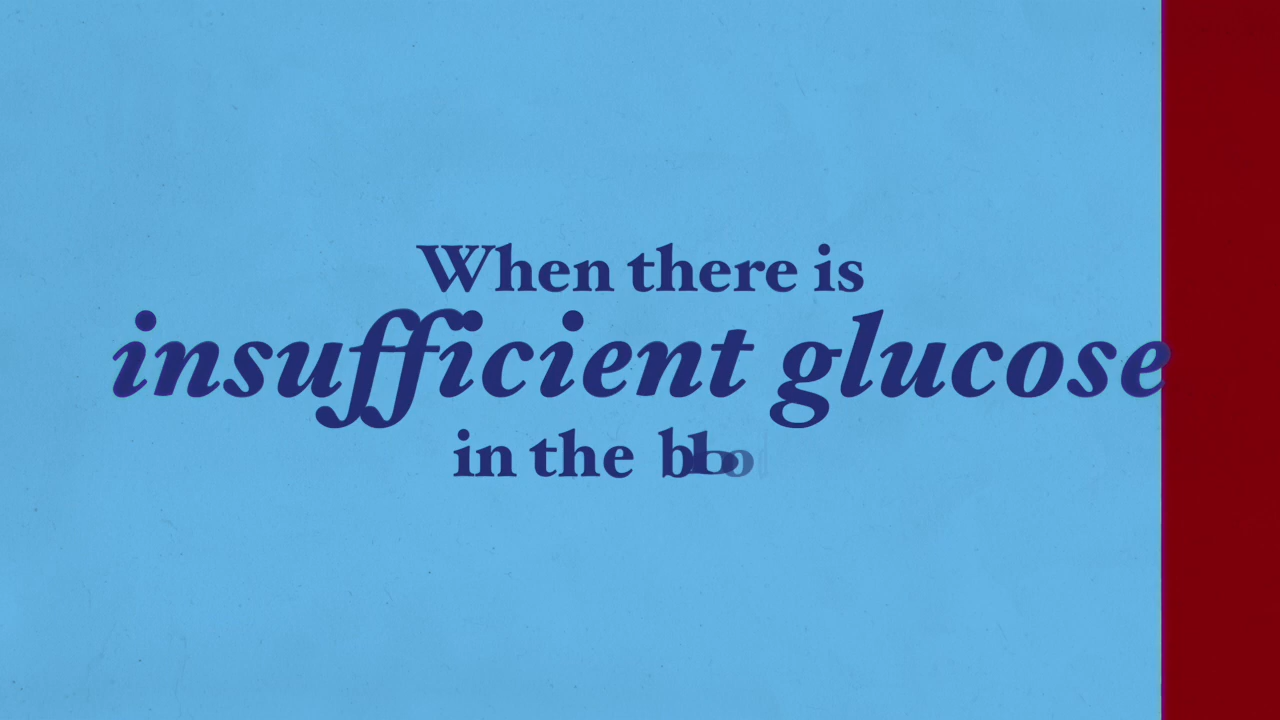 When there is
insufficient glucose
in the